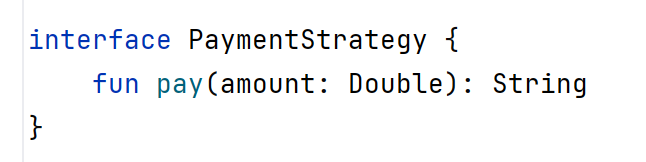 interface PaymentStrategy {
    fun pay(amount: Double): String
}